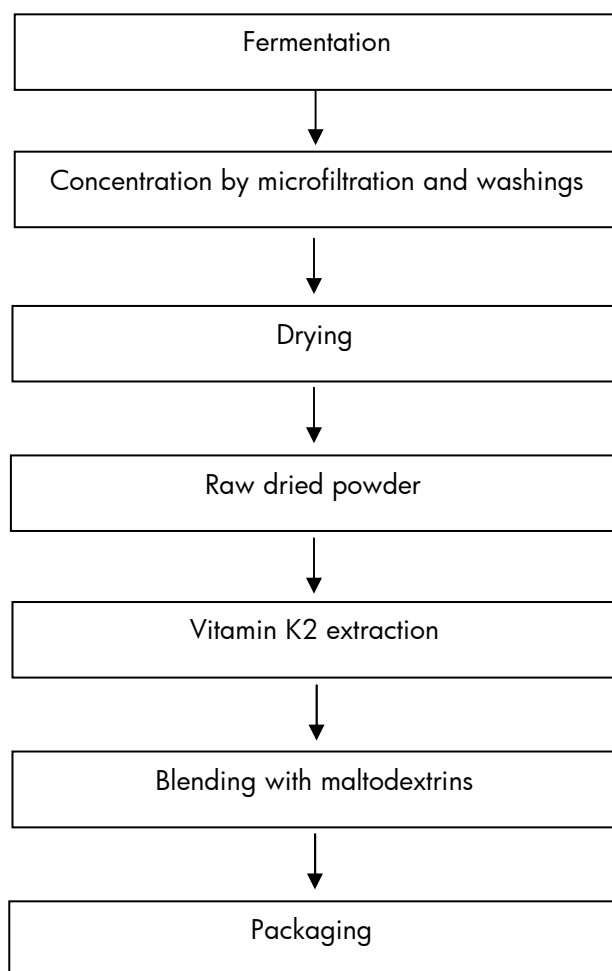 Fermentation
Concentration by microfiltration and washings
Drying
Raw dried powder
Vitamin K2 extraction
Blending with maltodextrins
Packaging